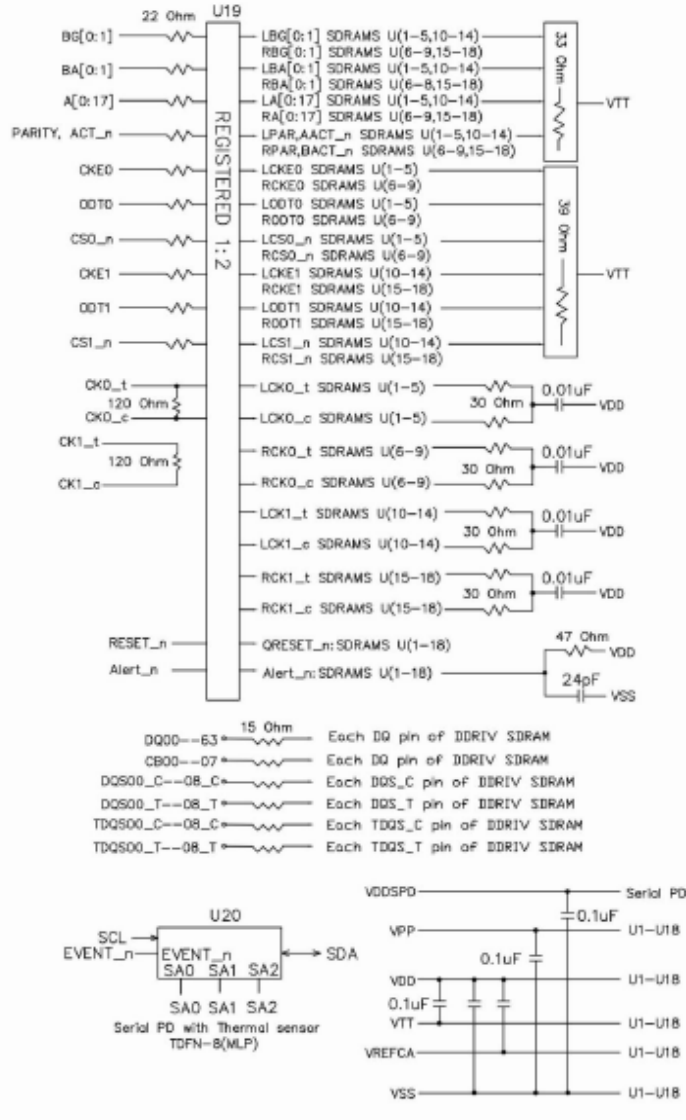 22 Ohm
U19
REGISTERED 1:2
BG[0:1]
LBG[0:1] SDRAMS U(1-5,10-14)
RBG[0:1] SDRAMS U(6-9,15-18)
BA[0:1]
LBA[0:1] SDRAMS U(1-5,10-14)
RBA[0:1] SDRAMS U(6-8,15-18)
A[0:17]
LA[0:17] SDRAMS U(1-5,10-14)
RA[0:17] SDRAMS U(6-9,15-18)
PARITY, ACT_n
LPAR,AACT_n SDRAMS U(1-5,10-14)
RPAR,BACT_n SDRAMS U(6-9,15-18)
33 Ohm
VTT
CKE0
LCKE0 SDRAMS U(1-5)
RCKE0 SDRAMS U(6-9)
ODT0
LODT0 SDRAMS U(1-5)
RODT0 SDRAMS U(6-9)
CS0_n
LCS0_n SDRAMS U(1-5)
RCS0_n SDRAMS U(6-9)
CKE1
LCKE1 SDRAMS U(10-14)
RCKE1 SDRAMS U(15-18)
ODT1
LODT1 SDRAMS U(10-14)
RODT1 SDRAMS U(15-18)
CS1_n
LCS1_n SDRAMS U(10-14)
RCS1_n SDRAMS U(15-18)
39 Ohm
VTT
CK0_t
120 Ohm
CK0_c
LCK0_t SDRAMS U(1-5)
LCK0_c SDRAMS U(1-5)
30 Ohm
0.01uF
VDD
CK1_t
120 Ohm
CK1_c
RCK0_t SDRAMS U(6-9)
RCK0_c SDRAMS U(6-9)
30 Ohm
0.01uF
VDD
LCK1_t SDRAMS U(10-14)
LCK1_c SDRAMS U(10-14)
30 Ohm
0.01uF
VDD
RCK1_t SDRAMS U(15-18)
RCK1_c SDRAMS U(15-18)
30 Ohm
0.01uF
VDD
RESET_n
QRESET_n: SDRAMS U(1-18)
Alert_n
Alert_n: SDRAMS U(1-18)
47 Ohm
VDD
24pF
VSS
15 Ohm
DQ00--63 Each DQ pin of DDRIV SDRAM
CB00--07 Each DQ pin of DDRIV SDRAM
DQS00_C--08_C Each DQS_C pin of DDRIV SDRAM
DQS00_T--08_T Each DQS_T pin of DDRIV SDRAM
TDQS00_C--08_C Each TDQS_C pin of DDRIV SDRAM
TDQS00_T--08_T Each TDQS_T pin of DDRIV SDRAM
U20
SCL
EVENT_n
EVENT_n
SDA
SA0 SA1 SA2
SA0 SA1 SA2
Serial PD with Thermal sensor
TDFN-8(MLP)
VDDSPD
Serial PD
0.1uF
VPP
U1-U18
0.1uF
VDD
U1-U18
0.1uF
VTT
U1-U18
VREFCA
U1-U18
VSS
U1-U18